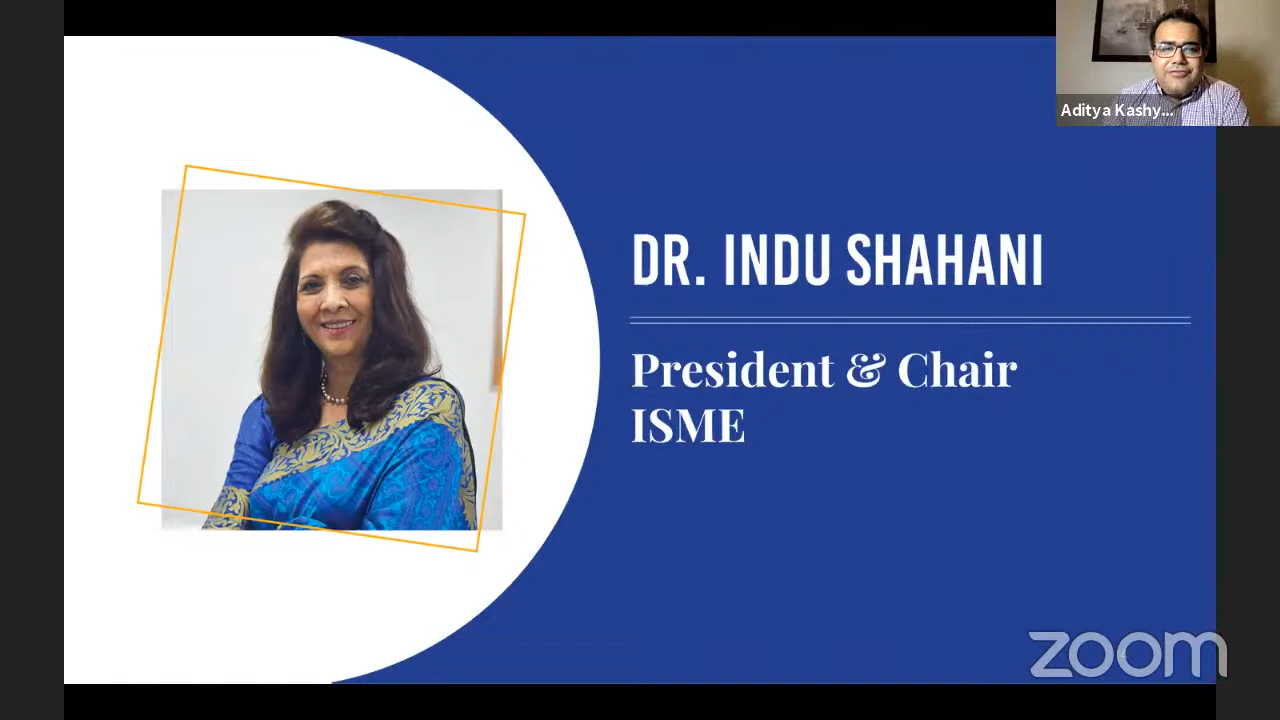 Aditya Kashy...
DR. INDU SHAHANI
President & Chair
ISME
zoom